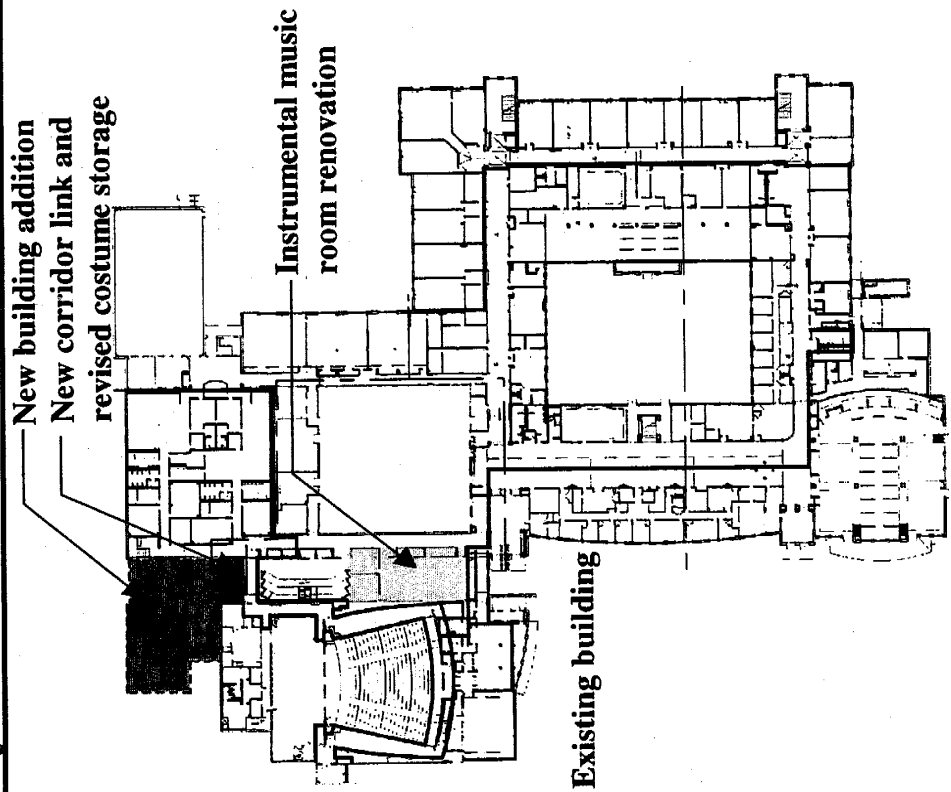 New building addition
New corridor link and
revised costume storage
Instrumental music
room renovation
Existing building